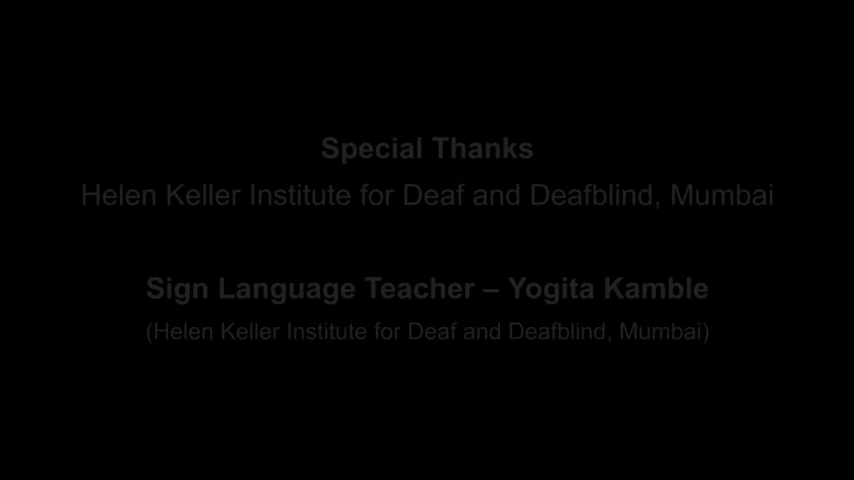 Special Thanks
Helen Keller Institute for Deaf and Deafblind, Mumbai
Sign Language Teacher – Yogita Kamble
(Helen Keller Institute for Deaf and Deafblind, Mumbai)